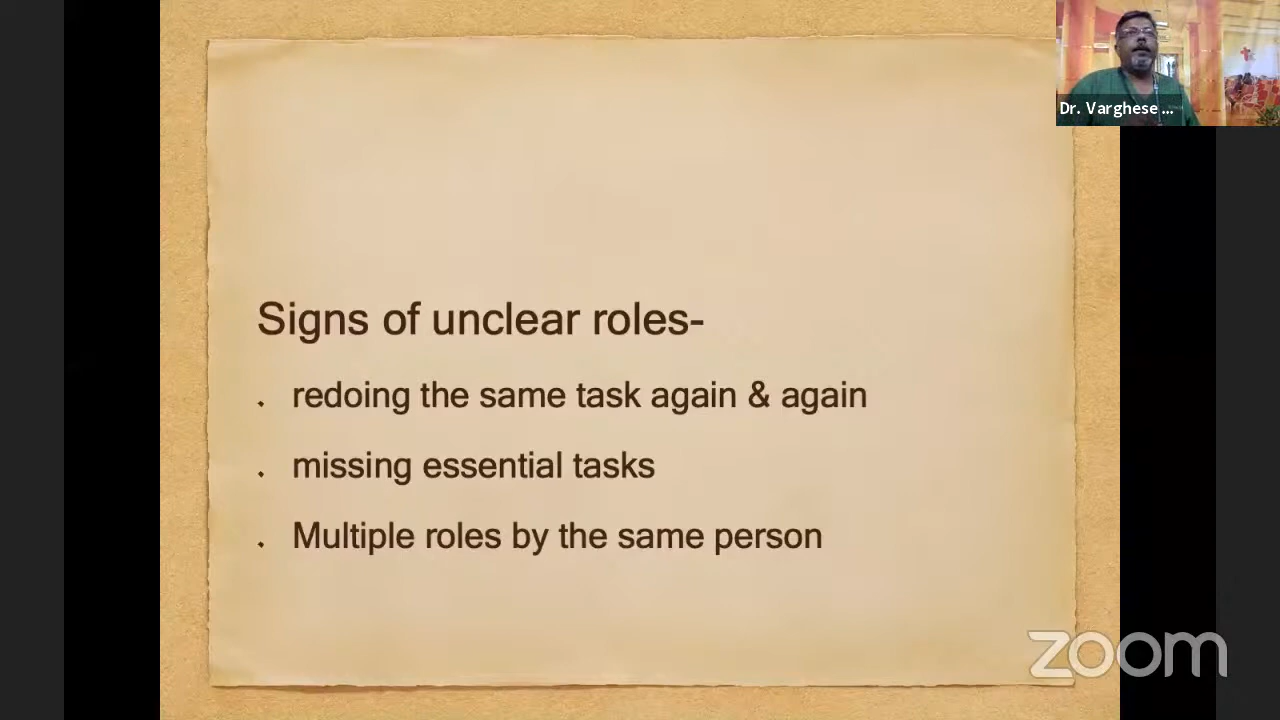 Dr. Varghese ...
Signs of unclear roles-
. redoing the same task again & again
. missing essential tasks
. Multiple roles by the same person
zoom